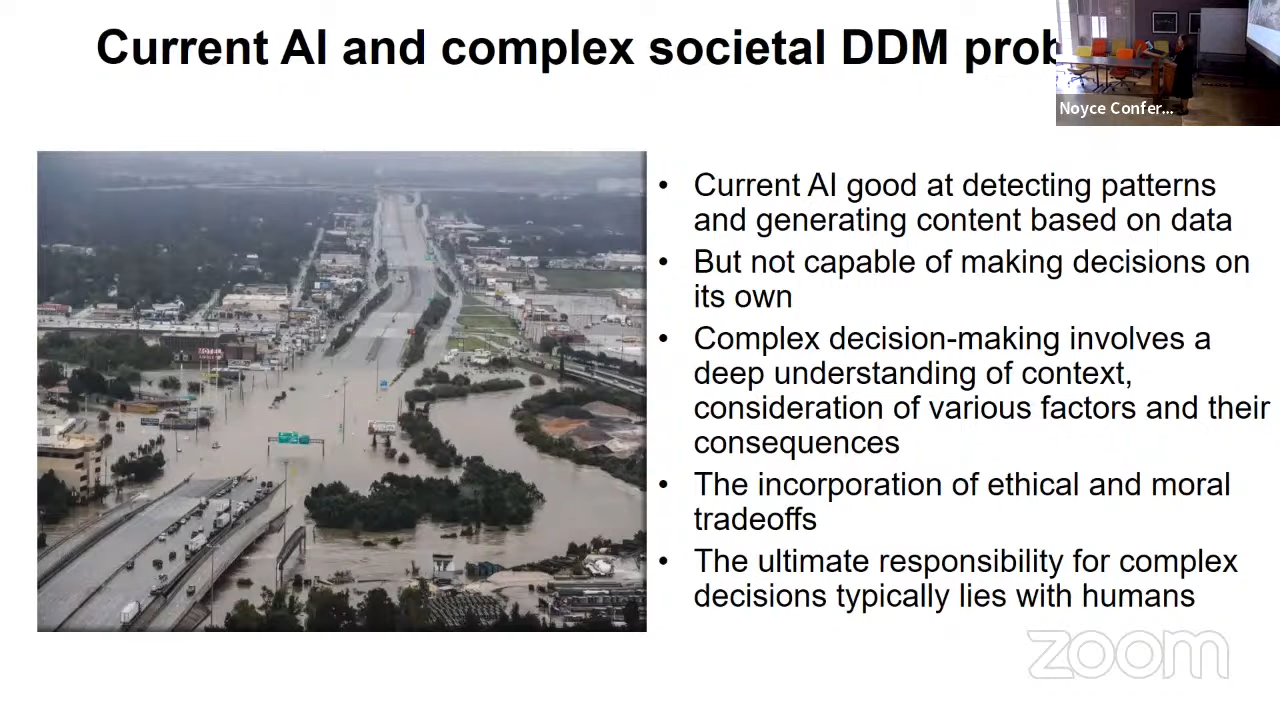 Current AI and complex societal DDM prob
Noyce Confer...
• Current AI good at detecting patterns
and generating content based on data
• But not capable of making decisions on
its own
• Complex decision-making involves a
deep understanding of context,
consideration of various factors and their
consequences
• The incorporation of ethical and moral
tradeoffs
• The ultimate responsibility for complex
decisions typically lies with humans
MOTEL
zoom